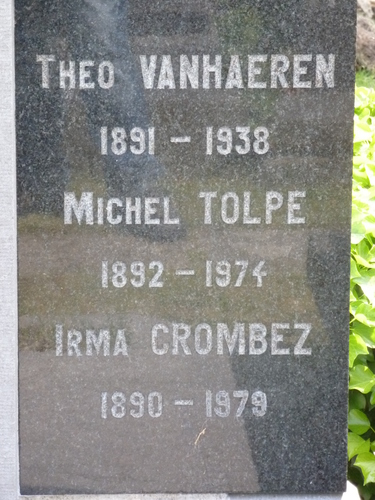 THEO VANHAEREN
1891 – 1938
MICHEL TOLPE
1892 – 1974
IRMA CROMBEZ
1890 – 1979